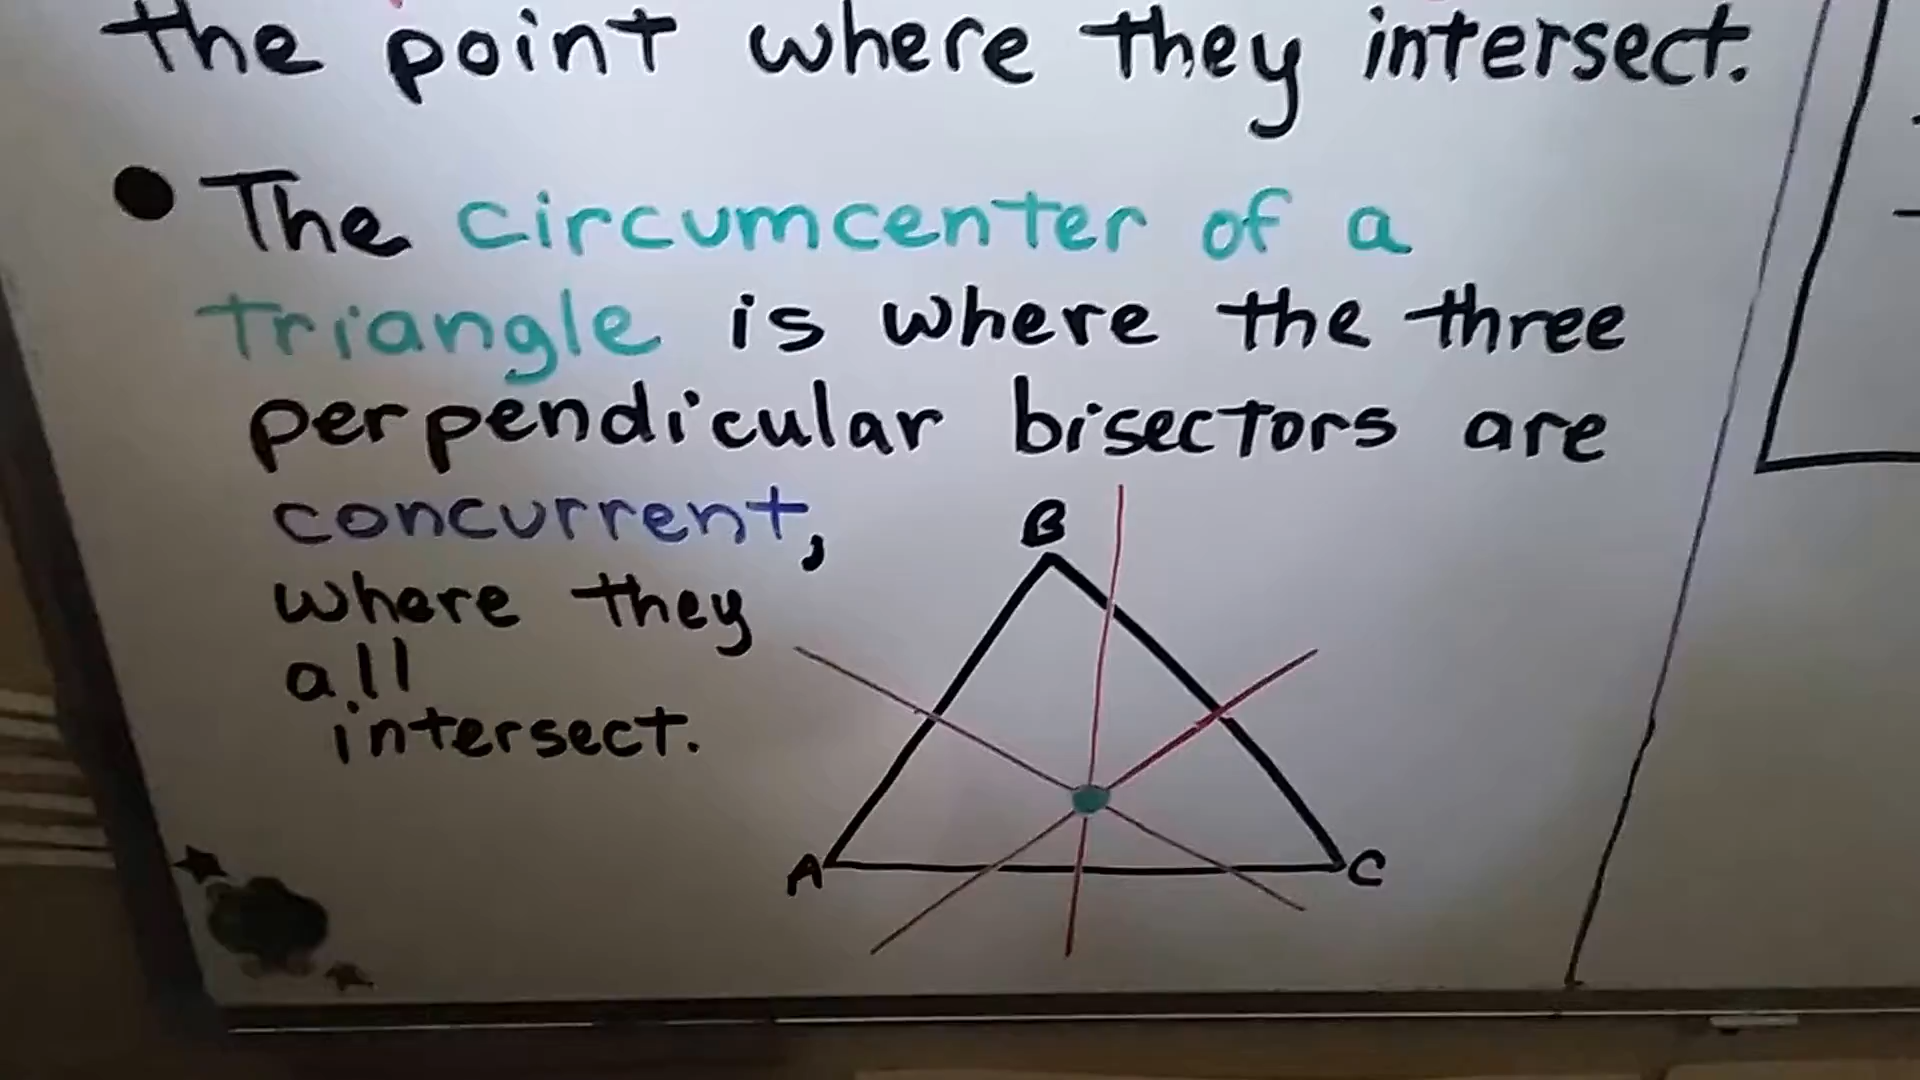 the point where they intersect.
• The circumcenter of a
triangle is where the three
perpendicular bisectors are
concurrent,
where they
all
intersect.
B
A
C